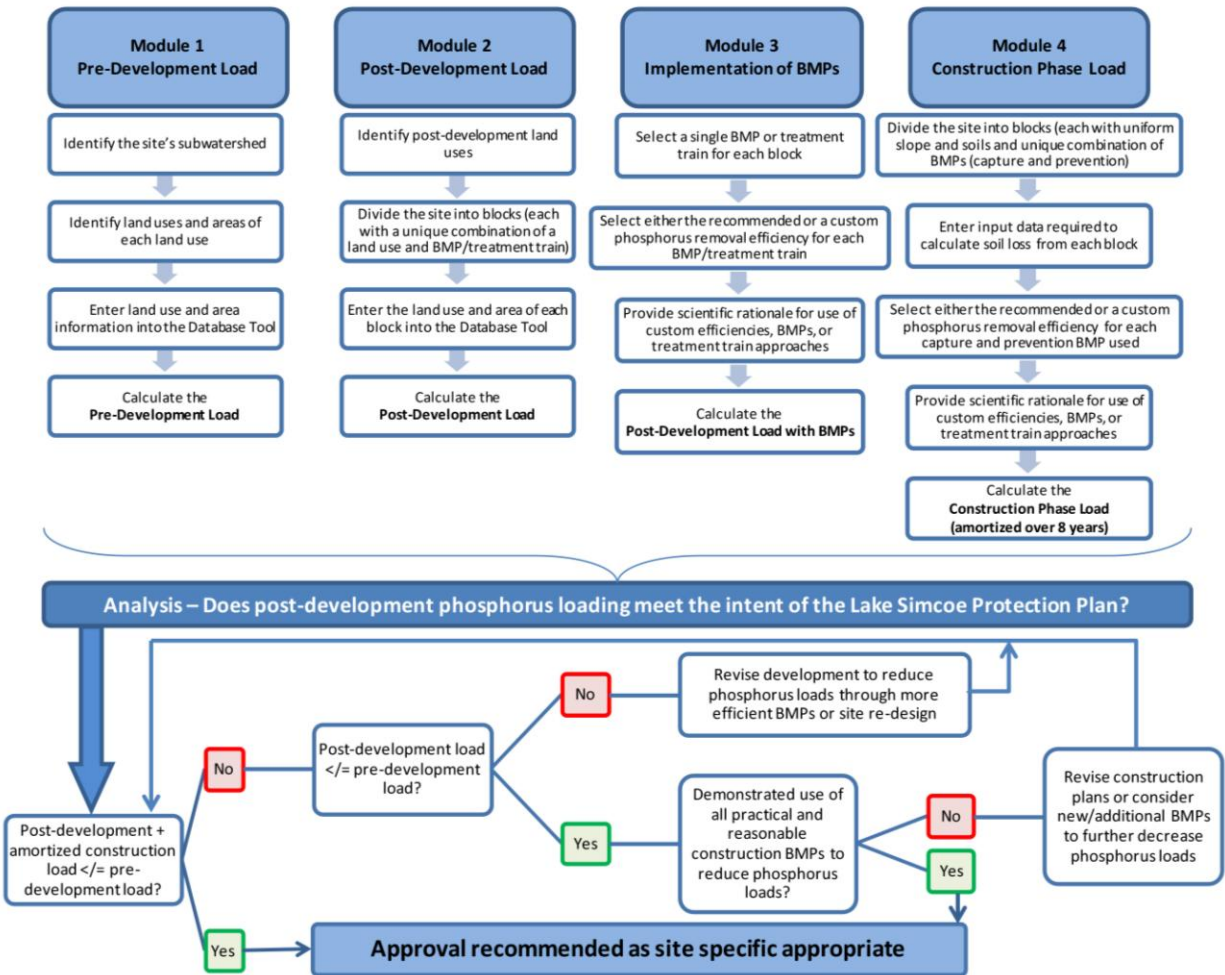 Module 1
Pre-Development Load
Identify the site's subwatershed
Identify land uses and areas of
each land use
Enter land use and area
information into the Database Tool
Calculate the
Pre-Development Load
Module 2
Post-Development Load
Identify post-development land
uses
Divide the site into blocks (each
with a unique combination of a
land use and BMP/treatment train)
Enter the land use and area of each
block into the Database Tool
Calculate the
Post-Development Load
Module 3
Implementation of BMPs
Select a single BMP or treatment
train for each block
Select either the recommended or a custom
phosphorus removal efficiency for each
BMP/treatment train
Provide scientific rationale for use of
custom efficiencies, BMPs, or
treatment train approaches
Calculate the
Post-Development Load with BMPs
Module 4
Construction Phase Load
Divide the site into blocks (each with uniform
slope and soils and unique combination of
BMPs (capture and prevention)
Enter input data required to
calculate soil loss from each block
Select either the recommended or a custom
phosphorus removal efficiency for each
capture and prevention BMP used
Provide scientific rationale for use of
custom efficiencies, BMPs, or
treatment train approaches
Calculate the
Construction Phase Load
(amortized over 8 years)
Analysis – Does post-development phosphorus loading meet the intent of the Lake Simcoe Protection Plan?
Post-development +
amortized construction
load </= pre-
development load?
No
Yes
Post-development load
</= pre-development
load?
No
Yes
Revise development to reduce
phosphorus loads through more
efficient BMPs or site re-design
Demonstrated use of
all practical and
reasonable
construction BMPs to
reduce phosphorus
loads?
No
Yes
Revise construction
plans or consider
new/additional BMPs
to further decrease
phosphorus loads
Approval recommended as site specific appropriate